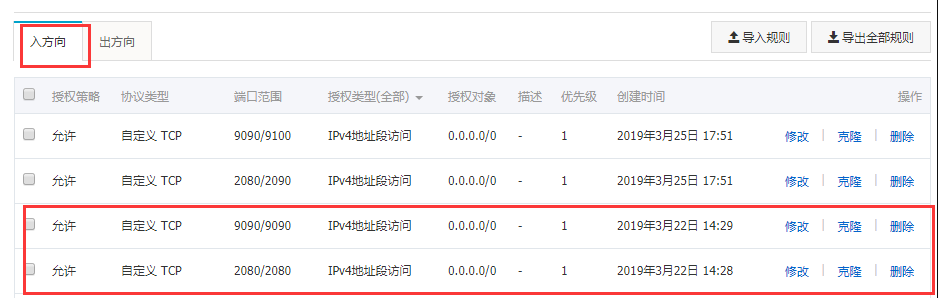 入方向 出方向 导入规则 导出全部规则
授权策略 协议类型 端口范围 授权类型(全部) 授权对象 描述 优先级 创建时间 操作
允许 自定义 TCP 9090/9100 IPv4地址段访问 0.0.0.0/0 - 1 2019年3月25日 17:51 修改 | 克隆 | 删除
允许 自定义 TCP 2080/2090 IPv4地址段访问 0.0.0.0/0 - 1 2019年3月25日 17:51 修改 | 克隆 | 删除
允许 自定义 TCP 9090/9090 IPv4地址段访问 0.0.0.0/0 - 1 2019年3月22日 14:29 修改 | 克隆 | 删除
允许 自定义 TCP 2080/2080 IPv4地址段访问 0.0.0.0/0 - 1 2019年3月22日 14:28 修改 | 克隆 | 删除